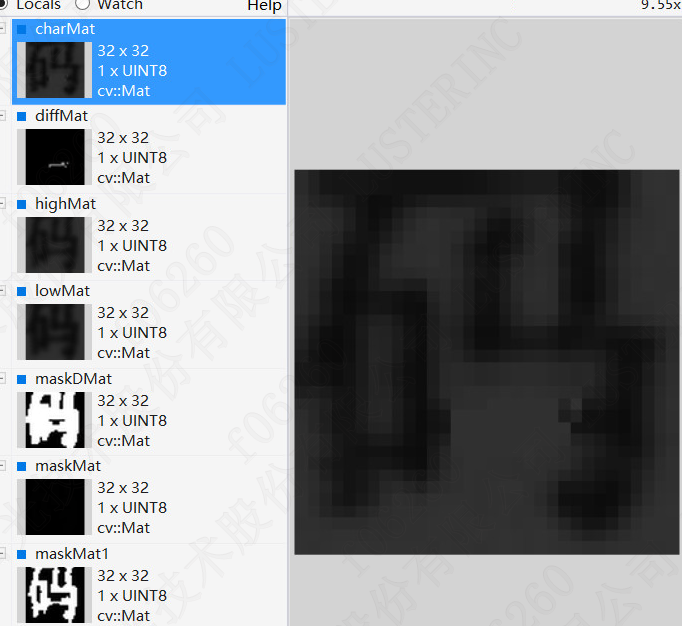 Locals Watch Help 9.55x
charMat
32 x 32
1 x UINT8
cv::Mat
diffMat
32 x 32
1 x UINT8
cv::Mat
highMat
32 x 32
1 x UINT8
cv::Mat
lowMat
32 x 32
1 x UINT8
cv::Mat
maskDMat
32 x 32
1 x UINT8
cv::Mat
maskMat
32 x 32
1 x UINT8
cv::Mat
maskMat1
32 x 32
1 x UINT8
cv::Mat
码